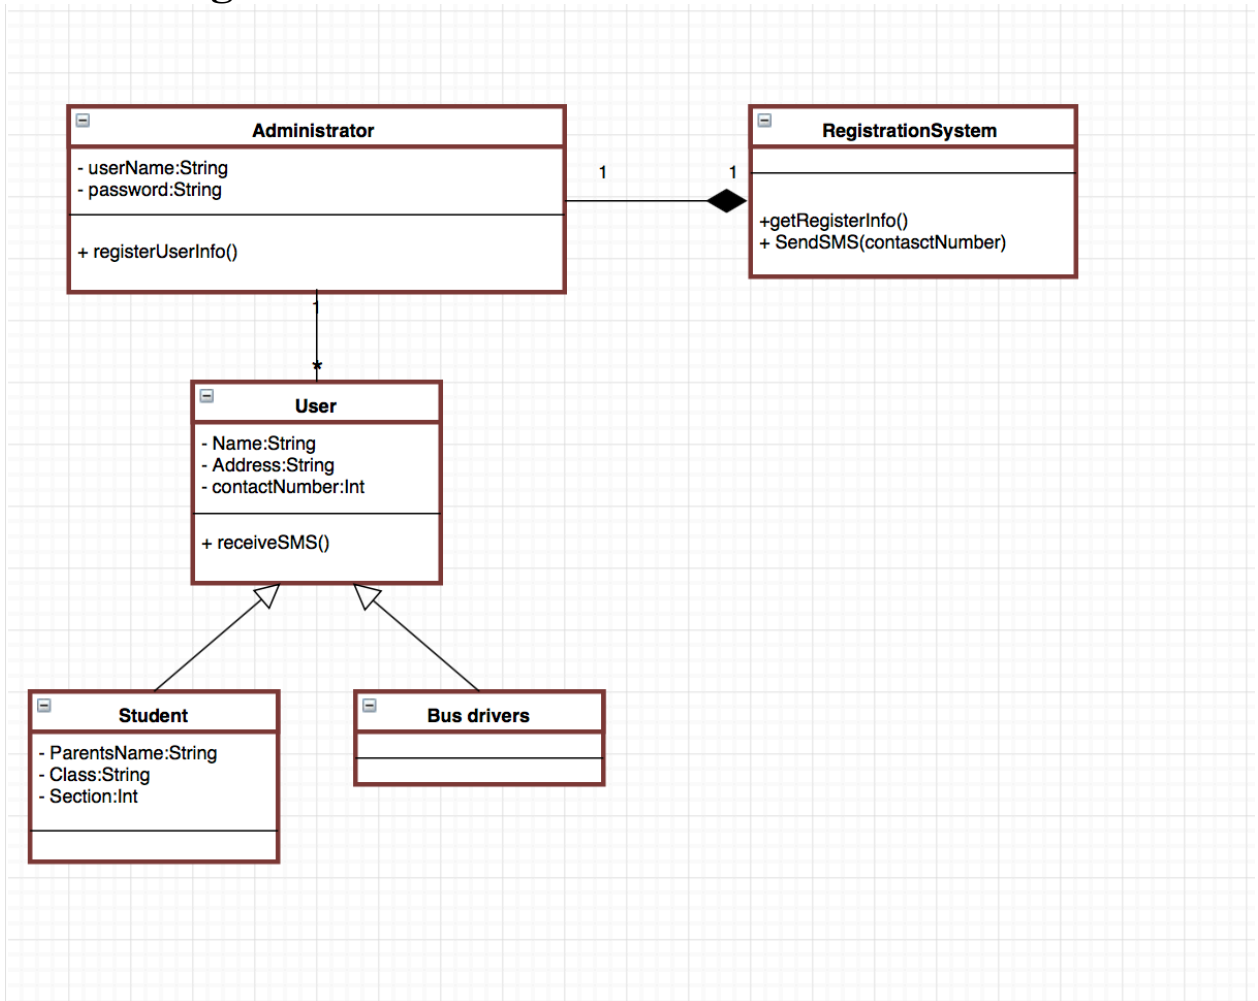 Administrator
- userName:String
- password:String
+ registerUserInfo()
1
1
RegistrationSystem
+getRegisterInfo()
+ SendSMS(contasctNumber)
1
*
User
- Name:String
- Address:String
- contactNumber:Int
+ receiveSMS()
Student
- ParentsName:String
- Class:String
- Section:Int
Bus drivers